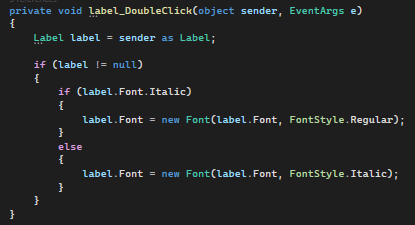 private void label_DoubleClick(object sender, EventArgs e)
{
    Label label = sender as Label;

    if (label != null)
    {
        if (label.Font.Italic)
        {
            label.Font = new Font(label.Font, FontStyle.Regular);
        }
        else
        {
            label.Font = new Font(label.Font, FontStyle.Italic);
        }
    }
}